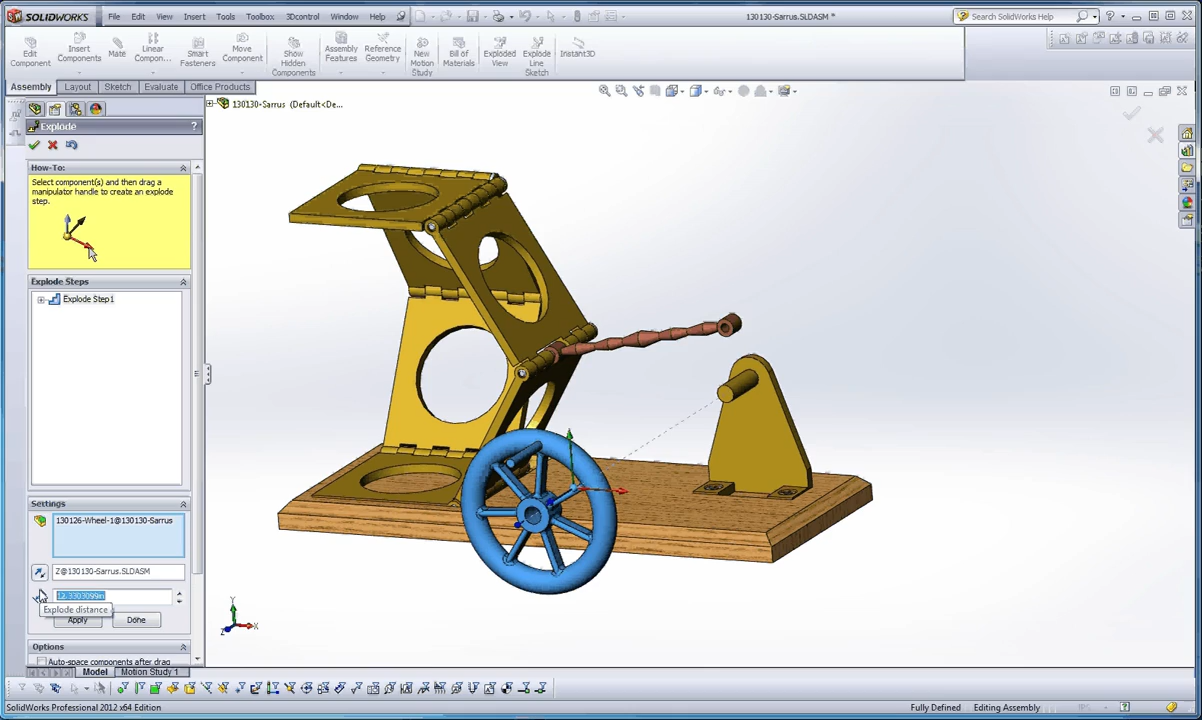 SOLIDWORKS File Edit View Insert Tools Toolbox 3Dcontrol SolidWorks Window Help 130130-Sarrus.SLDASM * Search SolidWorks Help
Edit Component Insert Components Mate Linear Compon... Smart Fasteners Move Component Show Hidden Components Assembly Features Reference Geometry New Motion Study Bill of Materials Exploded View Explode Line Sketch Instant3D
Assembly Layout Sketch Evaluate Office Products
130130-Sarrus (Default<De...
Explode ?
How-To:
Select component(s) and then drag a
manipulator handle to create an explode
step.
Explode Steps
Explode Step1
Settings
130126-Wheel-1@130130-Sarrus
Z@130130-Sarrus.SLDASM
12.3303099in
Explode distance
Apply Done
Options
Auto-space components after drag
Y
X
Z
Model Motion Study 1
SolidWorks Professional 2012 x64 Edition Fully Defined Editing Assembly